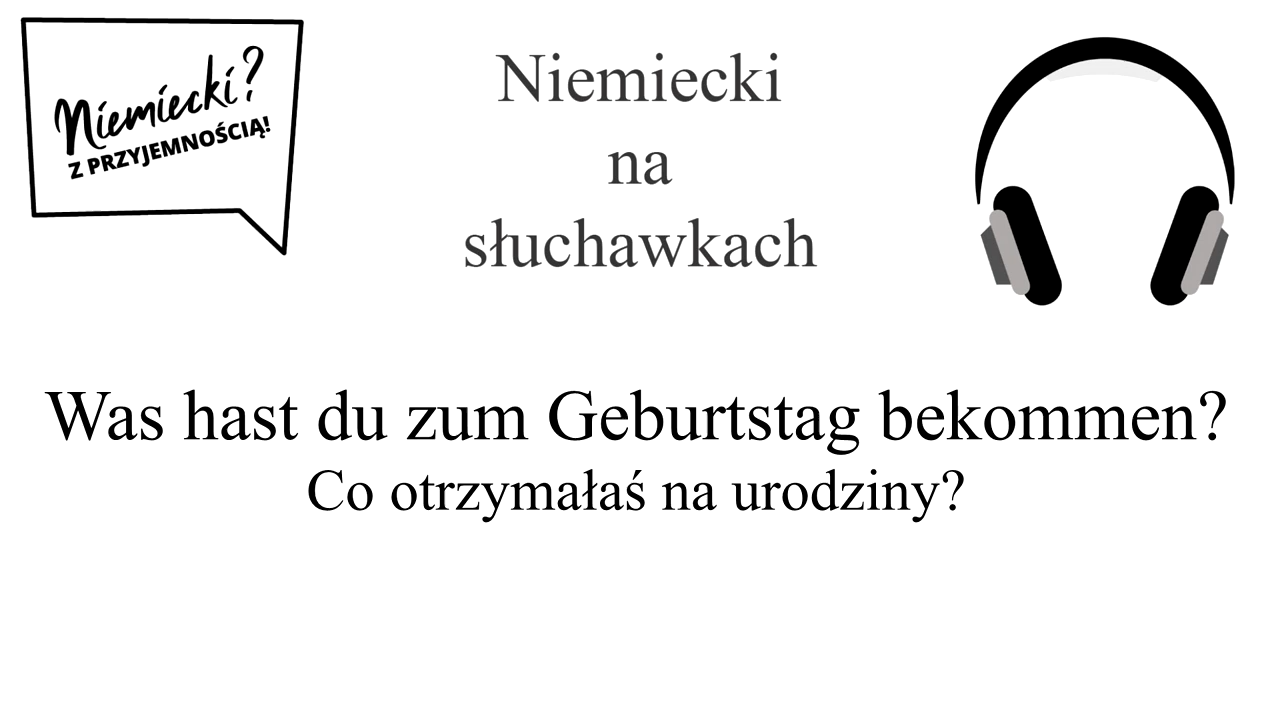 Niemiecki?
Z PRZYJEMNOŚCIĄ!
Niemiecki
na
słuchawkach
Was hast du zum Geburtstag bekommen?
Co otrzymałaś na urodziny?